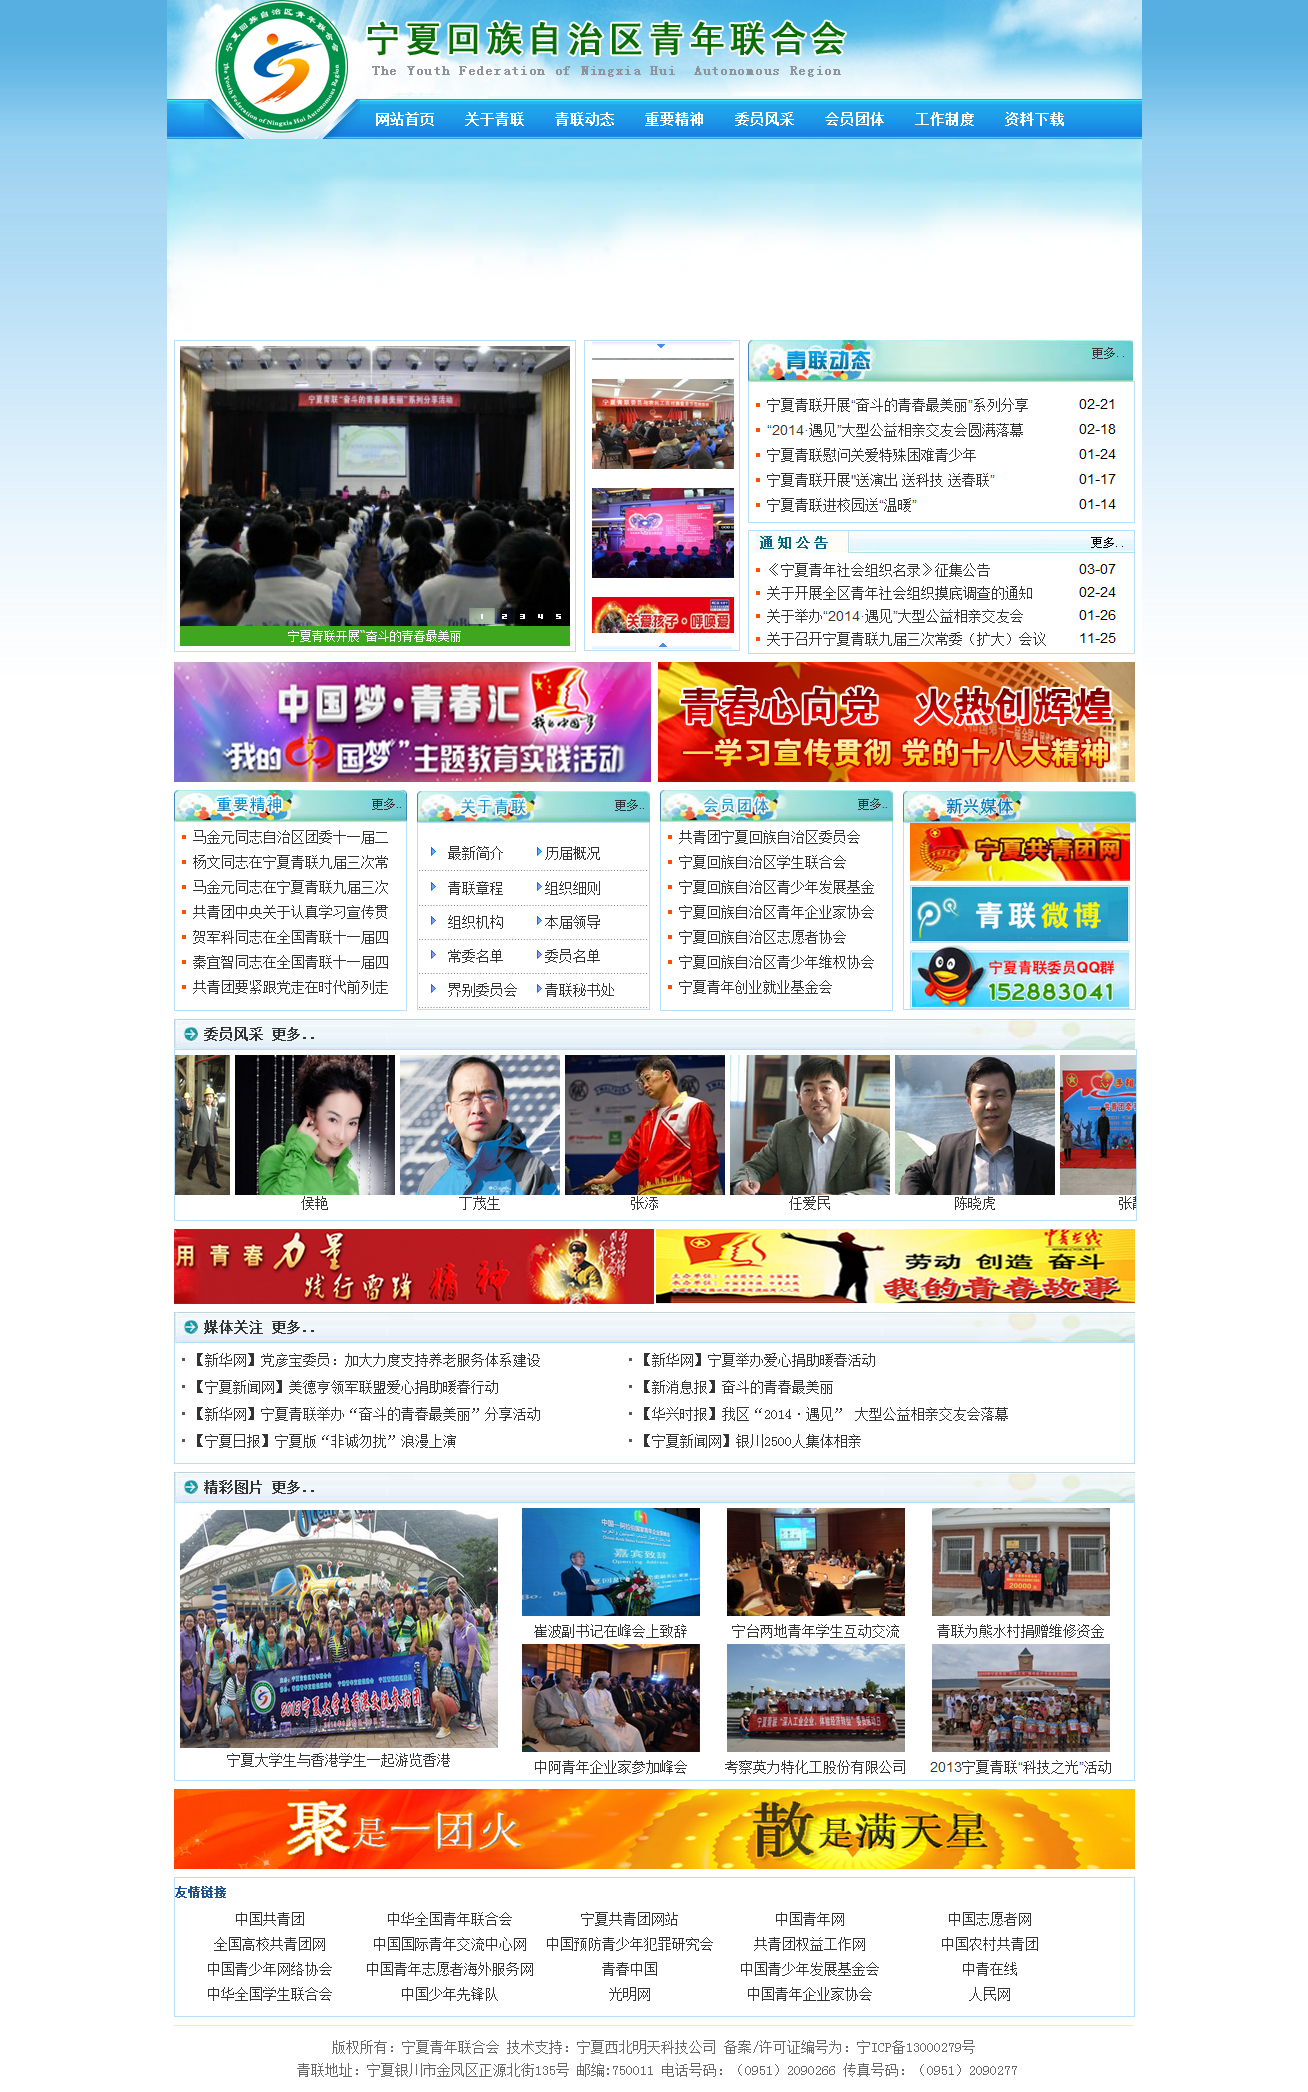 宁夏回族自治区青年联合会
The Youth Federation of Ningxia Hui Autonomous Region
网站首页 关于青联 青联动态 重要精神 委员风采 会员团体 工作制度 资料下载
宁夏青联"奋斗的青春最美丽"系列分享活动
1 2 3 4 5
宁夏青联开展"奋斗的青春最美丽
关爱孩子·呼唤爱
青联动态 更多..
宁夏青联开展"奋斗的青春最美丽"系列分享 02-21
"2014·遇见"大型公益相亲交友会圆满落幕 02-18
宁夏青联慰问关爱特殊困难青少年 01-24
宁夏青联开展"送演出 送科技 送春联" 01-17
宁夏青联进校园送"温暖" 01-14
通知公告 更多..
《宁夏青年社会组织名录》征集公告 03-07
关于开展全区青年社会组织摸底调查的通知 02-24
关于举办"2014·遇见"大型公益相亲交友会 01-26
关于召开宁夏青联九届三次常委（扩大）会议 11-25
中国梦·青春汇
我的中国梦
"我的中国梦"主题教育实践活动
青春心向党 火热创辉煌
—学习宣传贯彻 党的十八大精神
重要精神 更多..
马金元同志自治区团委十一届二
杨文同志在宁夏青联九届三次常
马金元同志在宁夏青联九届三次
共青团中央关于认真学习宣传贯
贺军科同志在全国青联十一届四
秦宜智同志在全国青联十一届四
共青团要紧跟党走在时代前列走
关于青联 更多..
最新简介 历届概况
青联章程 组织细则
组织机构 本届领导
常委名单 委员名单
界别委员会 青联秘书处
会员团体 更多..
共青团宁夏回族自治区委员会
宁夏回族自治区学生联合会
宁夏回族自治区青少年发展基金
宁夏回族自治区青年企业家协会
宁夏回族自治区志愿者协会
宁夏回族自治区青少年维权协会
宁夏青年创业就业基金会
新兴媒体
宁夏共青团网
青联微博
宁夏青联委员QQ群
152883041
委员风采 更多..
侯艳 丁茂生 张添 任爱民 陈晓虎
用青春力量
践行雷锋精神
中青在线
劳动 创造 奋斗
我的青春故事
媒体关注 更多..
【新华网】党彦宝委员：加大力度支持养老服务体系建设 【新华网】宁夏举办爱心捐助暖春活动
【宁夏新闻网】美德亨领军联盟爱心捐助暖春行动 【新消息报】奋斗的青春最美丽
【新华网】宁夏青联举办“奋斗的青春最美丽”分享活动 【华兴时报】我区“2014·遇见” 大型公益相亲交友会落幕
【宁夏日报】宁夏版“非诚勿扰”浪漫上演 【宁夏新闻网】银川2500人集体相亲
精彩图片 更多..
嘉宾致辞
20000
2013宁夏大学生香港交流参访团
宁夏大学生与香港学生一起游览香港
崔波副书记在峰会上致辞 宁台两地青年学生互动交流 青联为熊水村捐赠维修资金
中阿青年企业家参加峰会 考察英力特化工股份有限公司 2013宁夏青联"科技之光"活动
聚是一团火 散是满天星
友情链接
中国共青团 中华全国青年联合会 宁夏共青团网站 中国青年网 中国志愿者网
全国高校共青团网 中国国际青年交流中心网 中国预防青少年犯罪研究会 共青团权益工作网 中国农村共青团
中国青少年网络协会 中国青年志愿者海外服务网 青春中国 中国青少年发展基金会 中青在线
中华全国学生联合会 中国少年先锋队 光明网 中国青年企业家协会 人民网
版权所有：宁夏青年联合会 技术支持：宁夏西北明天科技公司 备案/许可证编号为：宁ICP备13000279号
青联地址：宁夏银川市金凤区正源北街135号 邮编:750011 电话号码：（0951）2090266 传真号码：（0951）2090277